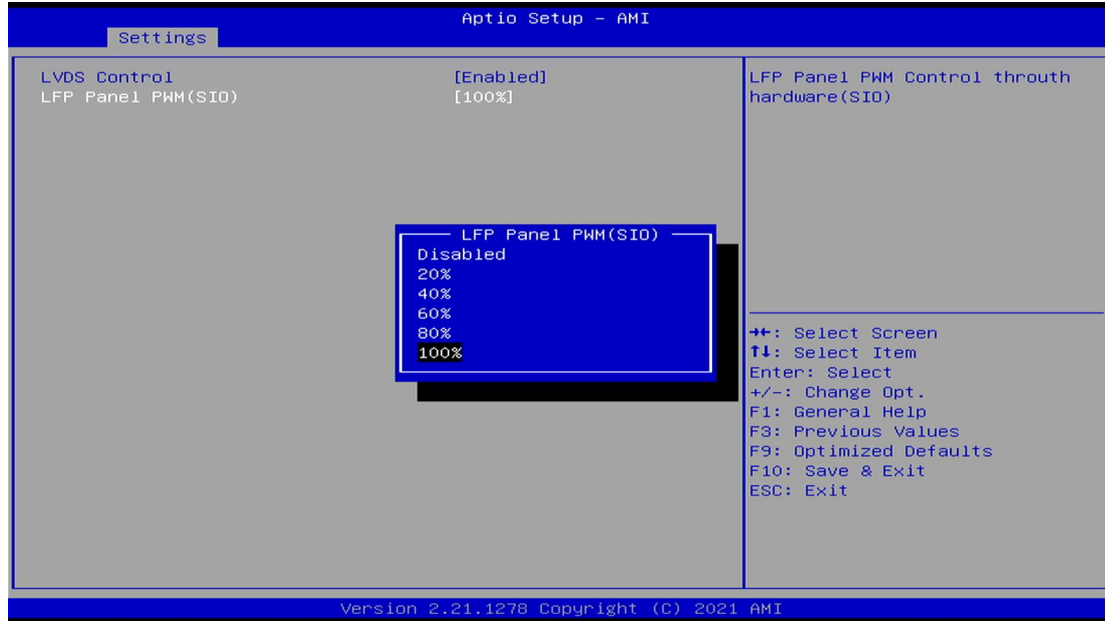 Aptio Setup – AMI
Settings
LVDS Control [Enabled]
LFP Panel PWM(SIO) [100%]
LFP Panel PWM Control throuth
hardware(SIO)
LFP Panel PWM(SIO)
Disabled
20%
40%
60%
80%
100%
→←: Select Screen
↑↓: Select Item
Enter: Select
+/-: Change Opt.
F1: General Help
F3: Previous Values
F9: Optimized Defaults
F10: Save & Exit
ESC: Exit
Version 2.21.1278 Copyright (C) 2021 AMI